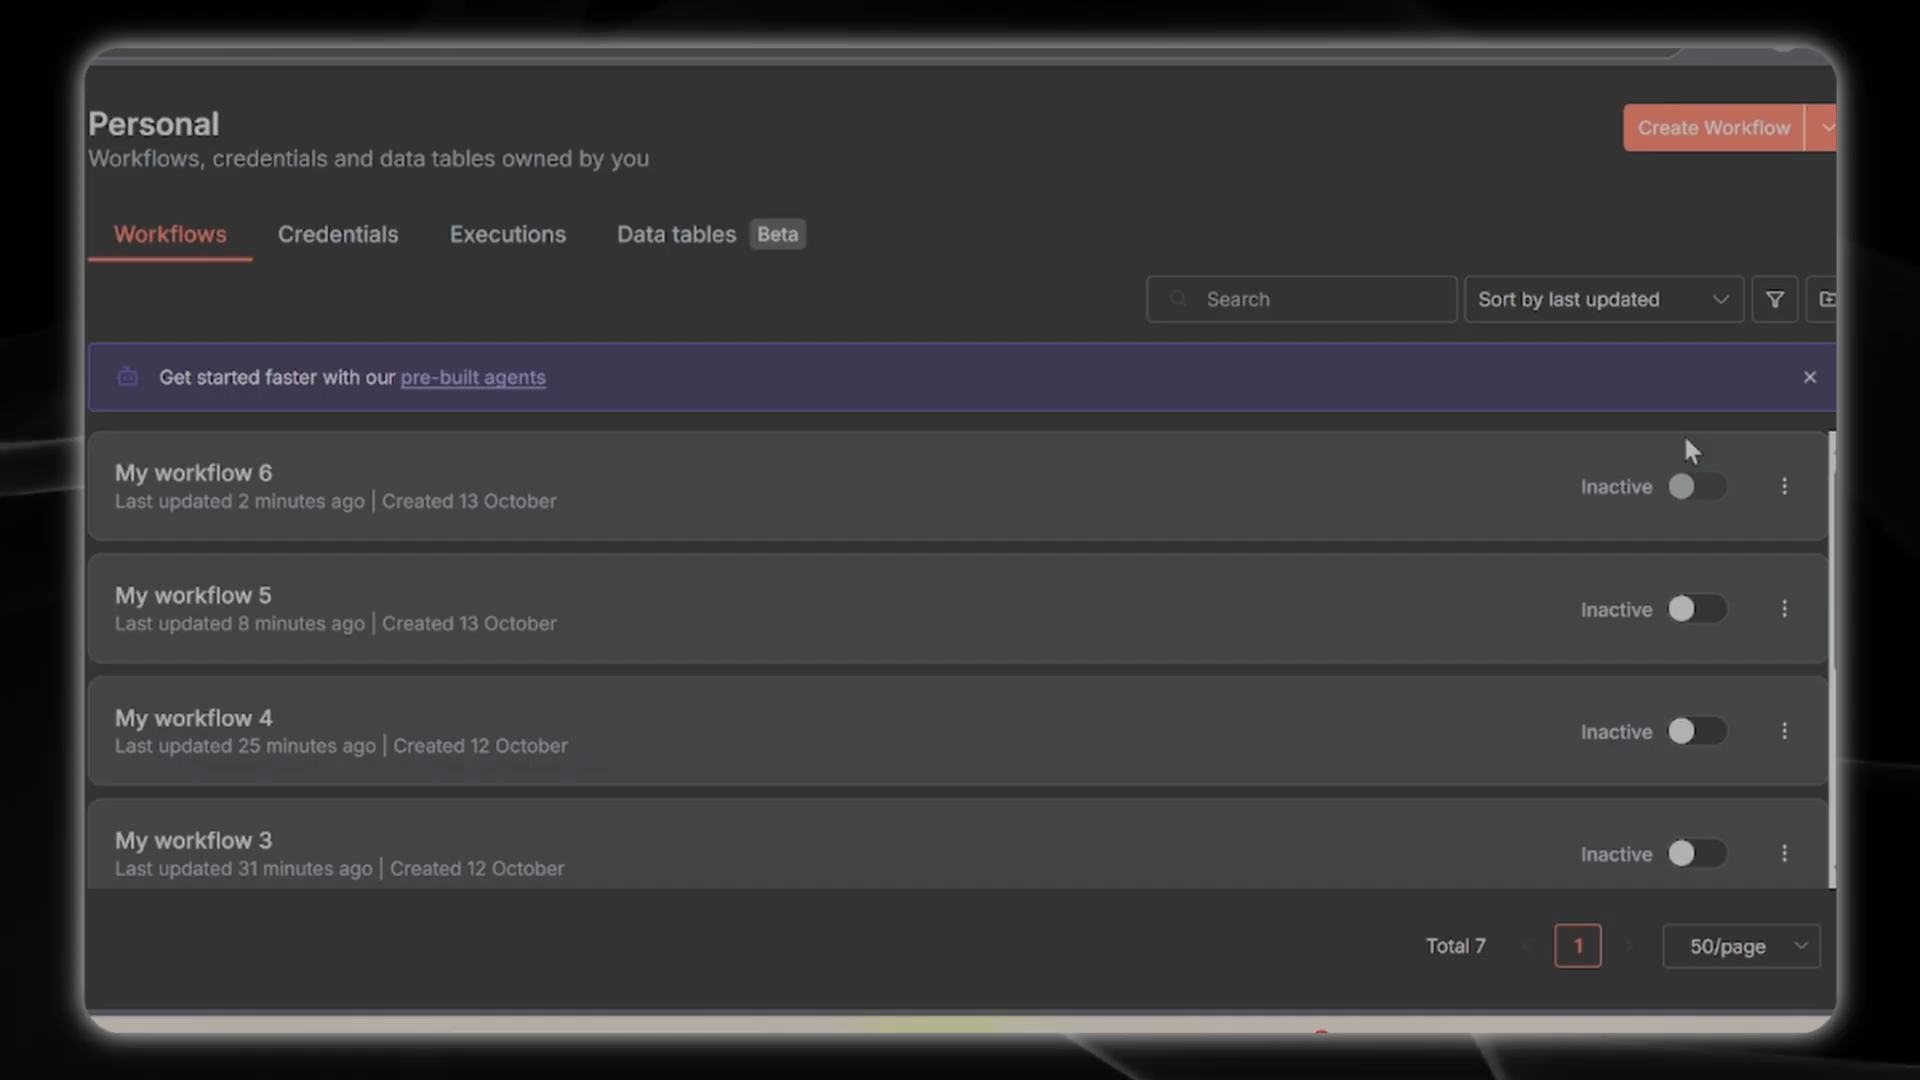 Personal
Create Workflow
Workflows, credentials and data tables owned by you
Workflows Credentials Executions Data tables Beta
Search Sort by last updated
Get started faster with our pre-built agents
My workflow 6
Inactive
Last updated 2 minutes ago | Created 13 October
My workflow 5
Inactive
Last updated 8 minutes ago | Created 13 October
My workflow 4
Inactive
Last updated 25 minutes ago | Created 12 October
My workflow 3
Inactive
Last updated 31 minutes ago | Created 12 October
Total 7 1 50/page